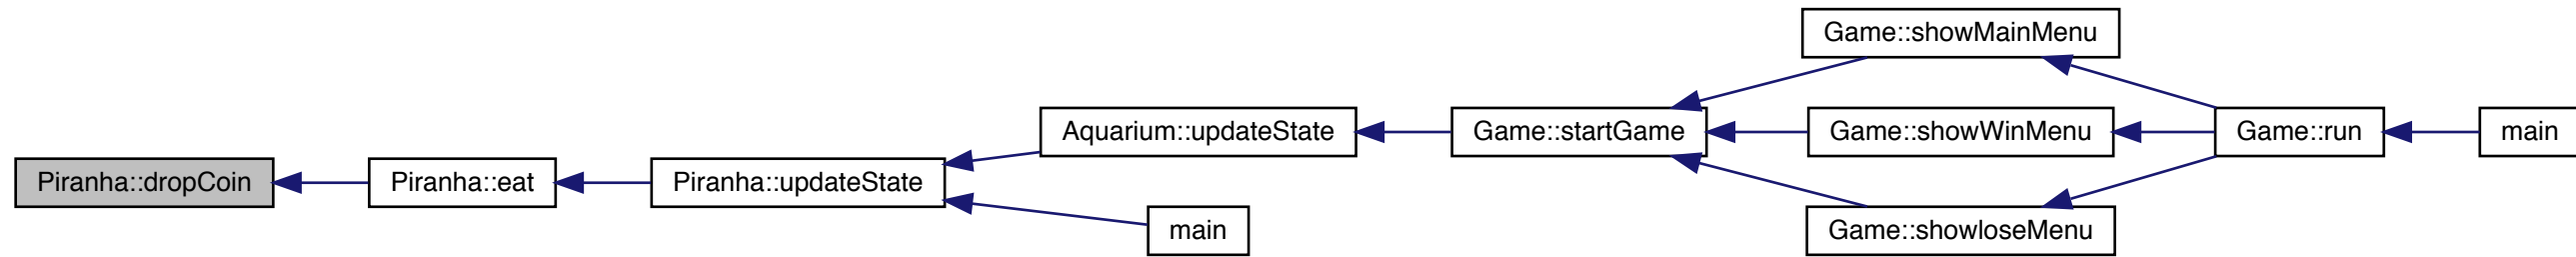 Piranha::dropCoin
Piranha::eat
Piranha::updateState
Aquarium::updateState
main
Game::startGame
Game::showMainMenu
Game::showWinMenu
Game::showloseMenu
Game::run
main